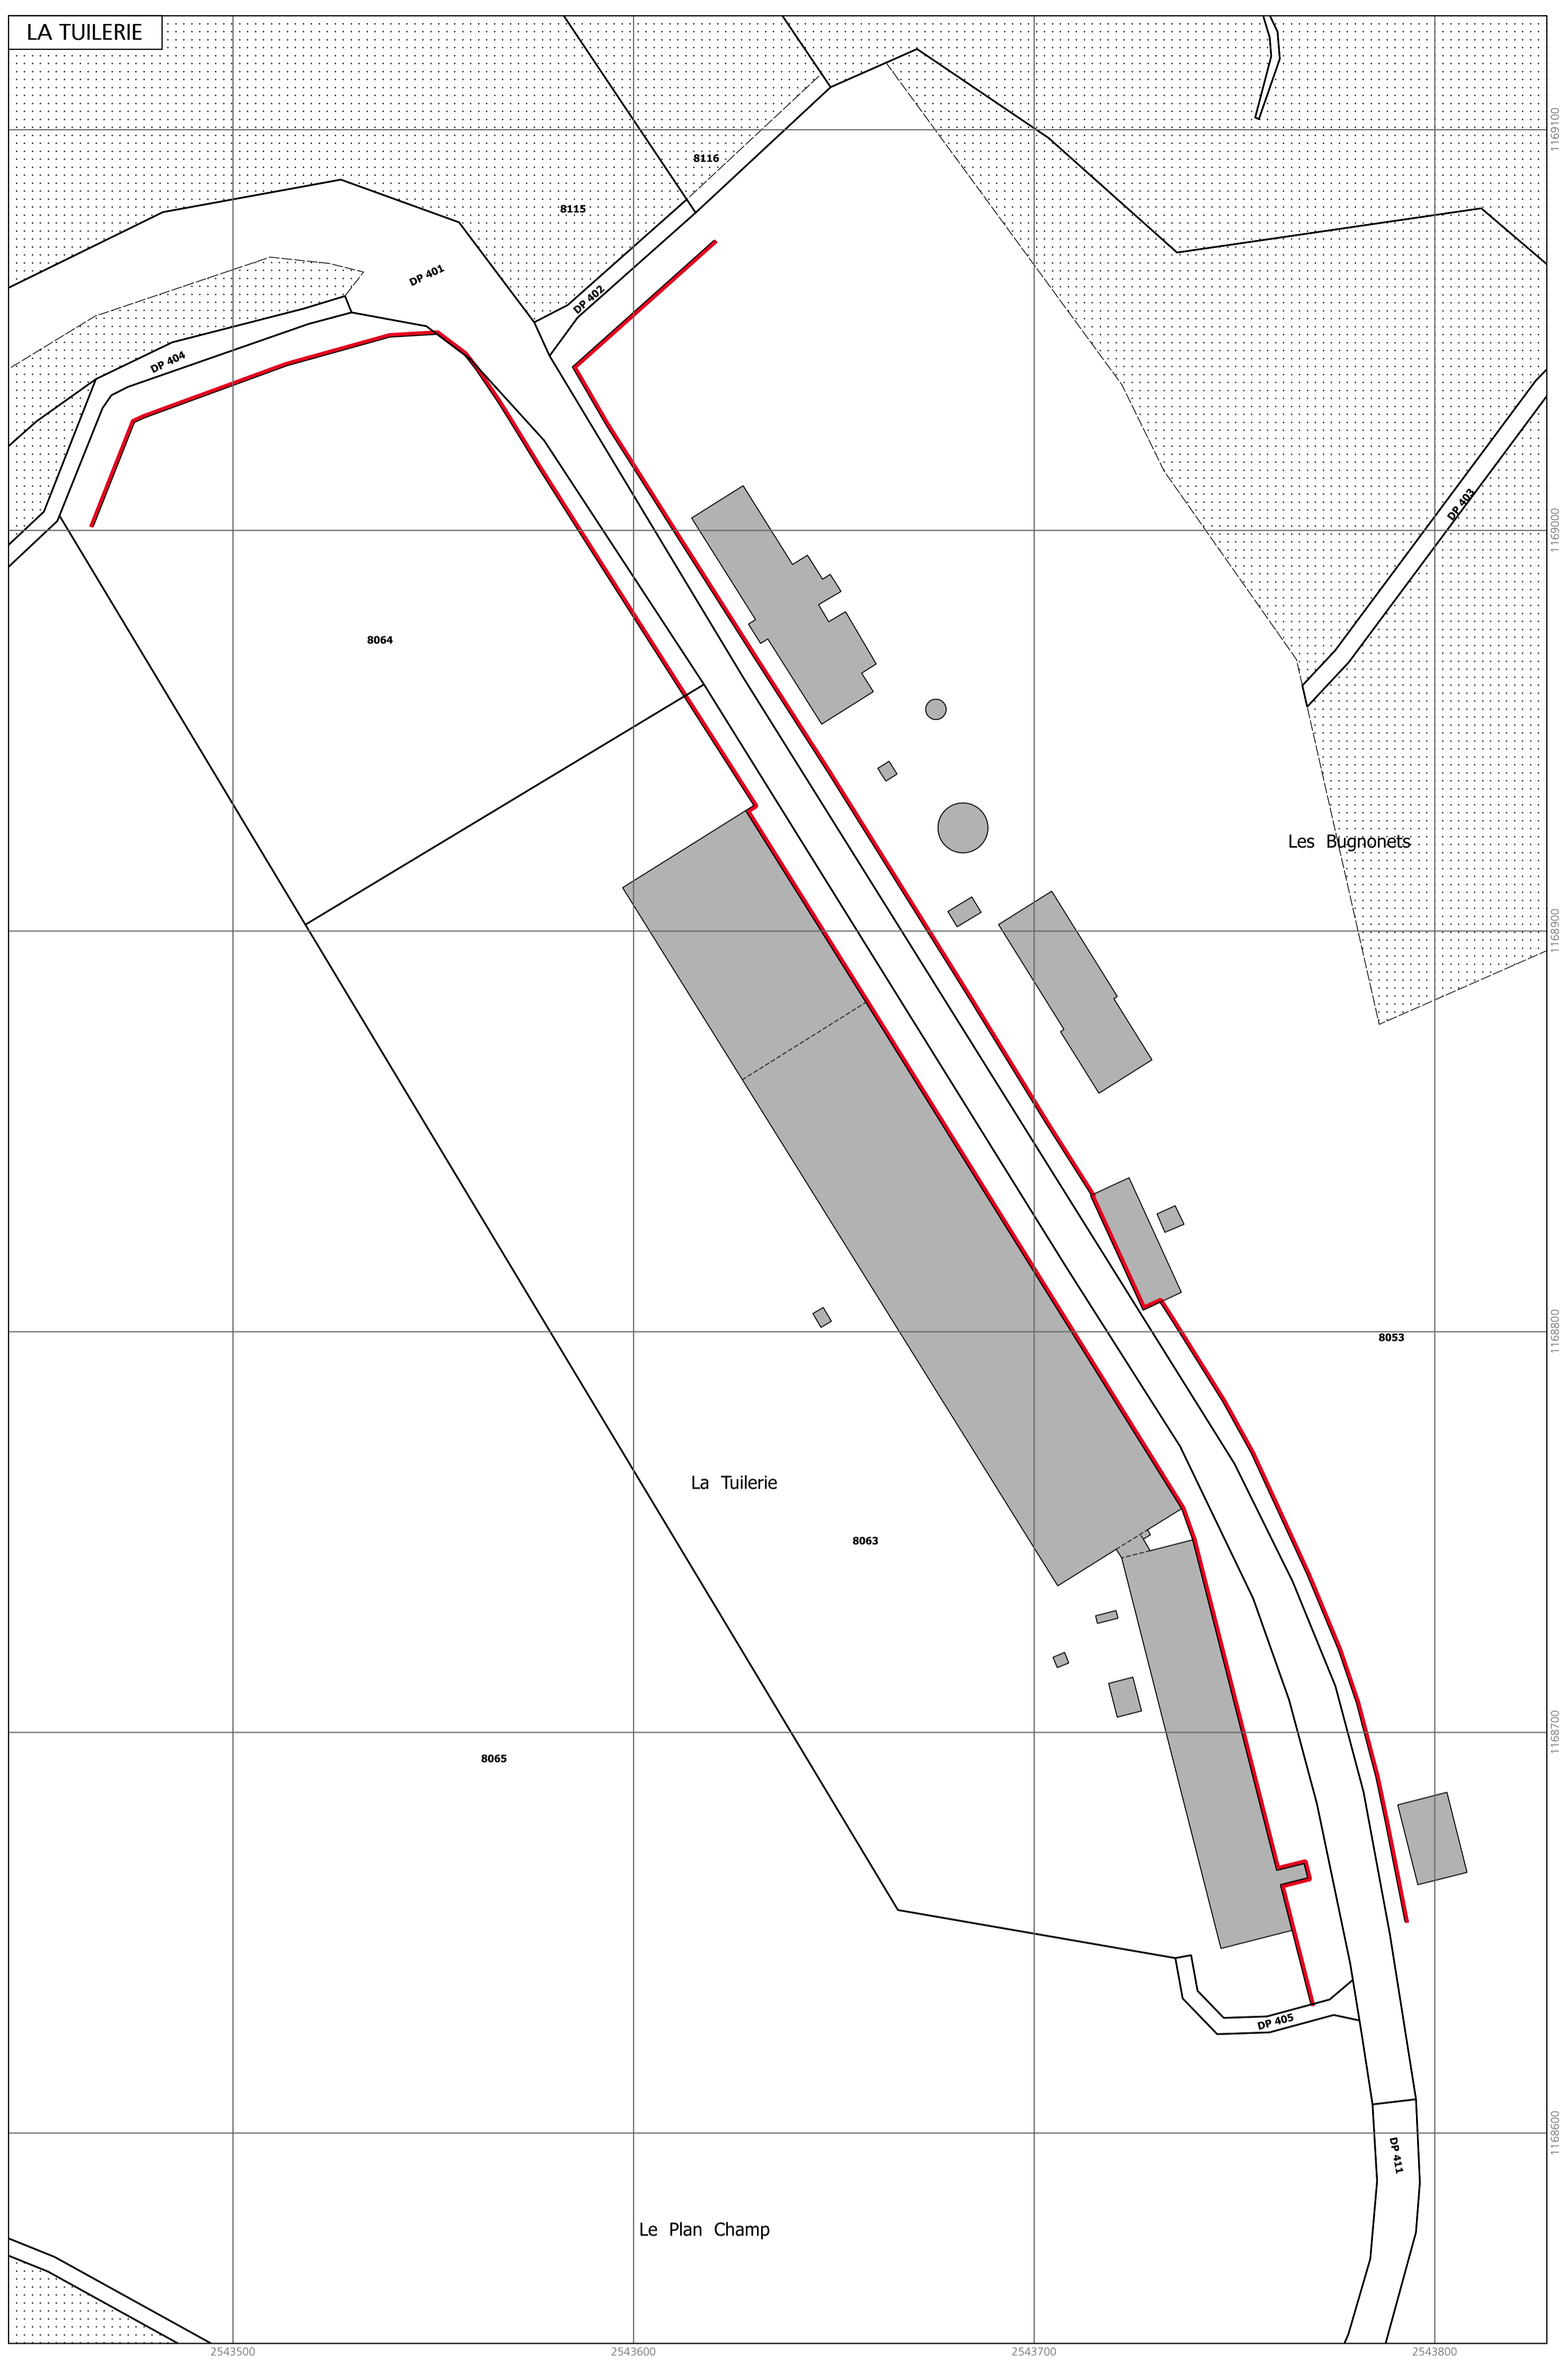 LA TUILERIE
1169100
8116
8115
DP 401
DP 402
DP 404
DP 403
1169000
8064
Les Bugnonets
1168900
8053
1168800
La Tuilerie
8063
8065
1168700
DP 405
DP 411
1168600
Le Plan Champ
2543500
2543600
2543700
2543800